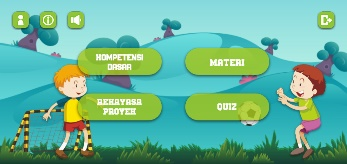 KOMPETENSI
DASAR
MATERI
REKAYASA
PROYEK
QUIZ